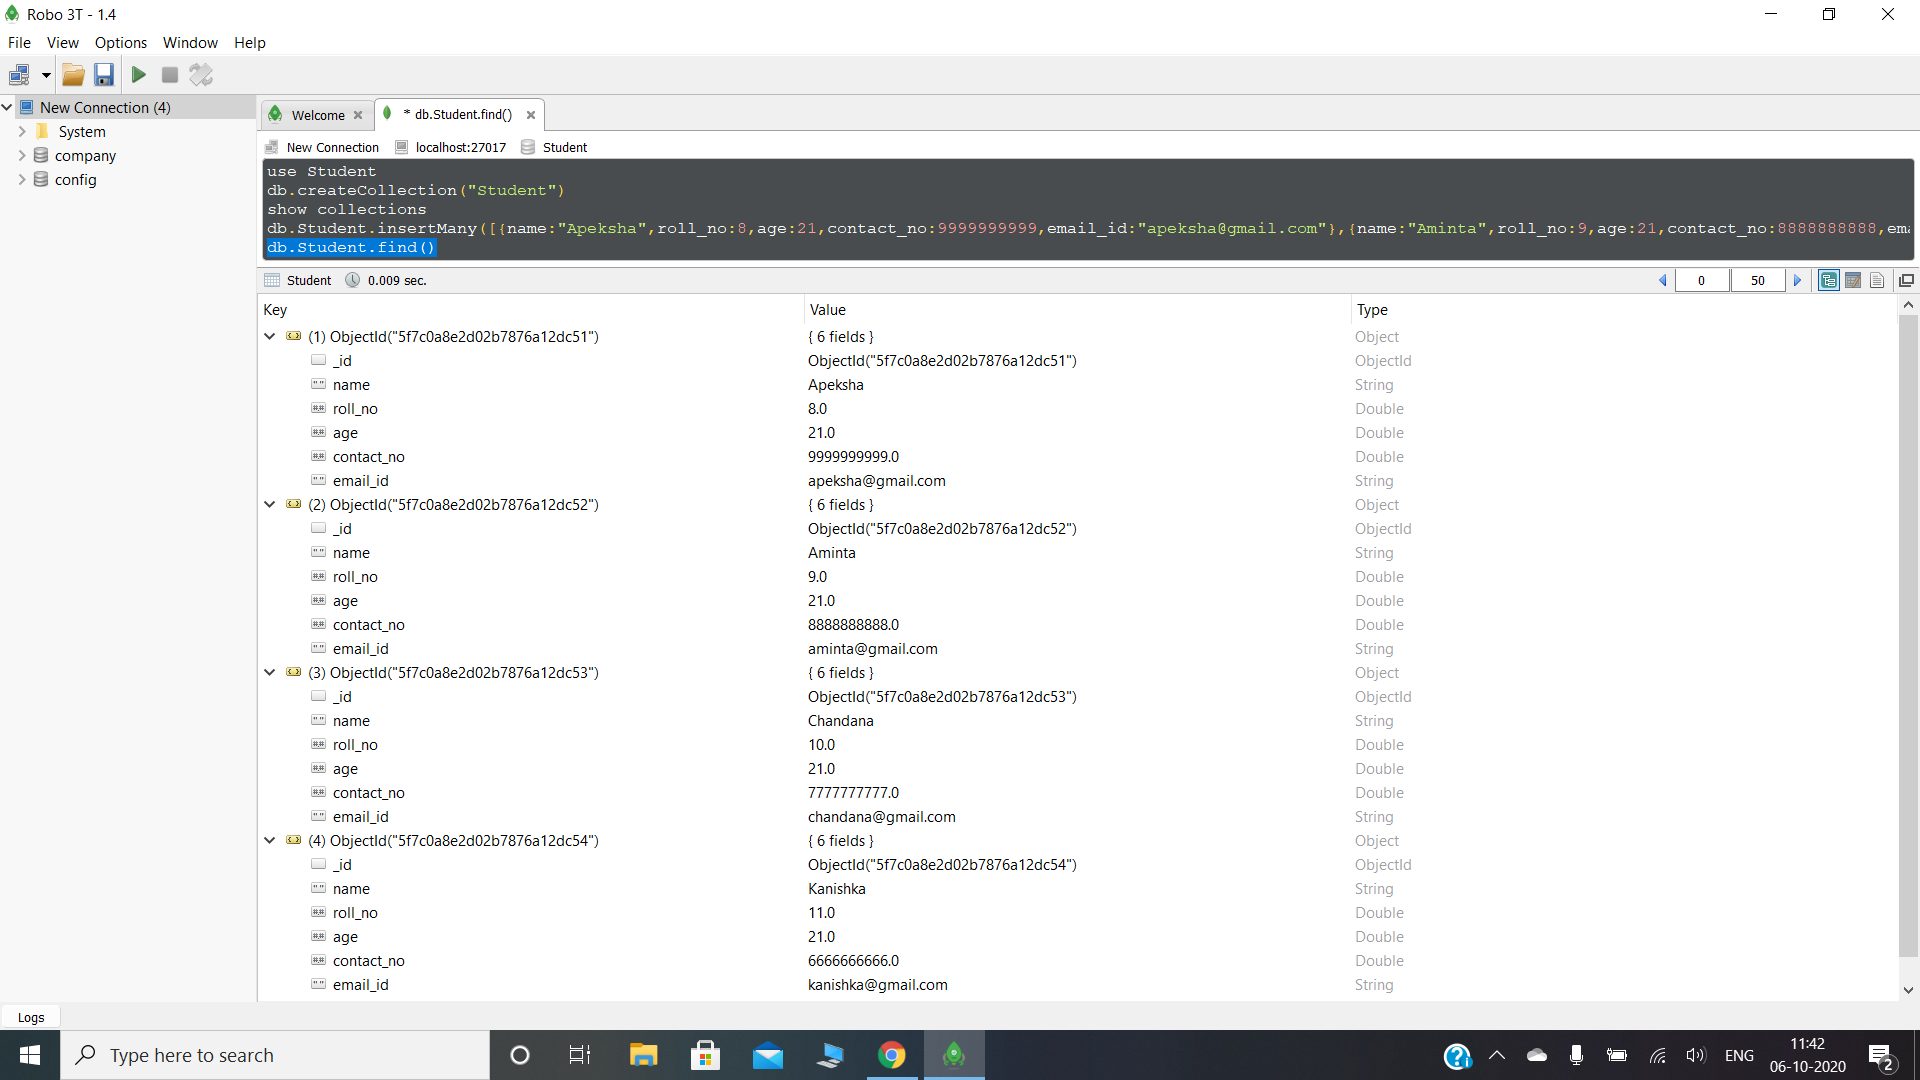 Robo 3T - 1.4
File View Options Window Help
New Connection (4)
System
company
config
Welcome * db.Student.find()
New Connection localhost:27017 Student
use Student
db.createCollection("Student")
show collections
db.Student.insertMany([{name:"Apeksha",roll_no:8,age:21,contact_no:9999999999,email_id:"apeksha@gmail.com"},{name:"Aminta",roll_no:9,age:21,contact_no:8888888888,ema
db.Student.find()
Student 0.009 sec. 0 50
Key Value Type
(1) ObjectId("5f7c0a8e2d02b7876a12dc51") { 6 fields } Object
_id ObjectId("5f7c0a8e2d02b7876a12dc51") ObjectId
name Apeksha String
roll_no 8.0 Double
age 21.0 Double
contact_no 9999999999.0 Double
email_id apeksha@gmail.com String
(2) ObjectId("5f7c0a8e2d02b7876a12dc52") { 6 fields } Object
_id ObjectId("5f7c0a8e2d02b7876a12dc52") ObjectId
name Aminta String
roll_no 9.0 Double
age 21.0 Double
contact_no 8888888888.0 Double
email_id aminta@gmail.com String
(3) ObjectId("5f7c0a8e2d02b7876a12dc53") { 6 fields } Object
_id ObjectId("5f7c0a8e2d02b7876a12dc53") ObjectId
name Chandana String
roll_no 10.0 Double
age 21.0 Double
contact_no 7777777777.0 Double
email_id chandana@gmail.com String
(4) ObjectId("5f7c0a8e2d02b7876a12dc54") { 6 fields } Object
_id ObjectId("5f7c0a8e2d02b7876a12dc54") ObjectId
name Kanishka String
roll_no 11.0 Double
age 21.0 Double
contact_no 6666666666.0 Double
email_id kanishka@gmail.com String
Logs
Type here to search
ENG
11:42
06-10-2020
2